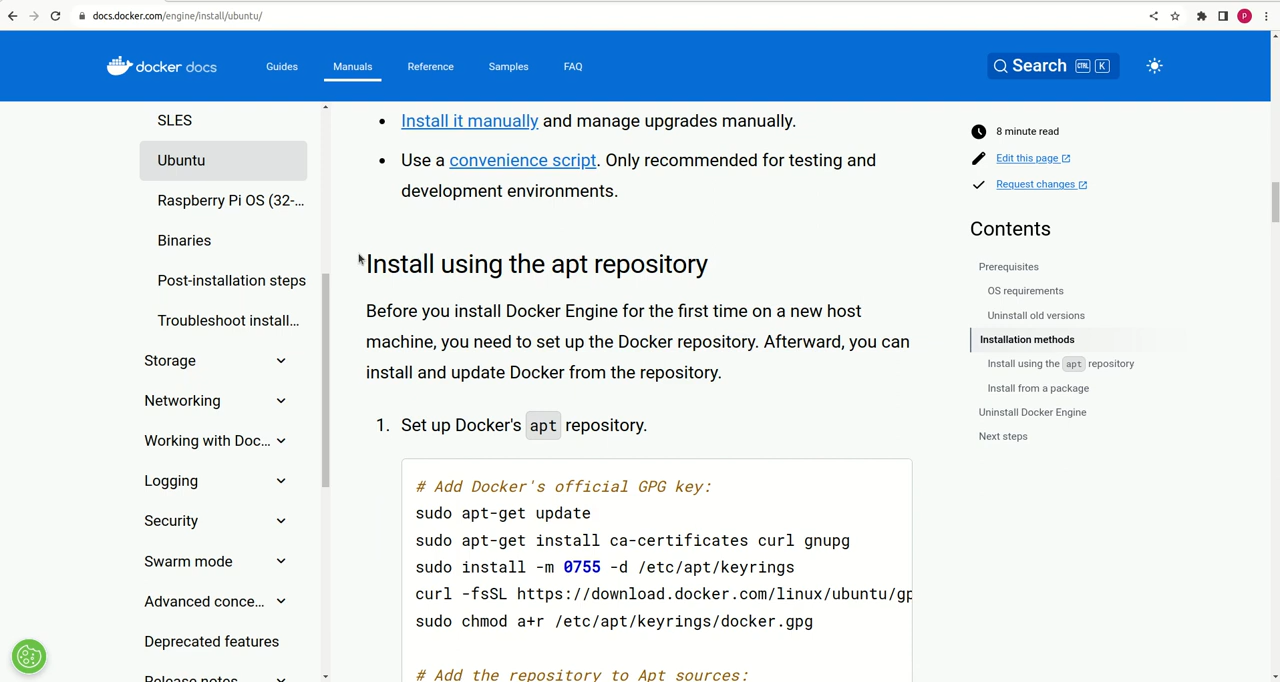 docs.docker.com/engine/install/ubuntu/
P
docker docs
Guides
Manuals
Reference
Samples
FAQ
Search CTRL K
SLES
Ubuntu
Raspberry Pi OS (32-...
Binaries
Post-installation steps
Troubleshoot install...
Storage
Networking
Working with Doc...
Logging
Security
Swarm mode
Advanced conce...
Deprecated features
Release notes
• Install it manually and manage upgrades manually.
• Use a convenience script. Only recommended for testing and
development environments.
Install using the apt repository
Before you install Docker Engine for the first time on a new host
machine, you need to set up the Docker repository. Afterward, you can
install and update Docker from the repository.
1. Set up Docker's apt repository.
# Add Docker's official GPG key:
sudo apt-get update
sudo apt-get install ca-certificates curl gnupg
sudo install -m 0755 -d /etc/apt/keyrings
curl -fsSL https://download.docker.com/linux/ubuntu/gp
sudo chmod a+r /etc/apt/keyrings/docker.gpg
# Add the repository to Apt sources:
8 minute read
Edit this page
Request changes
Contents
Prerequisites
OS requirements
Uninstall old versions
Installation methods
Install using the apt repository
Install from a package
Uninstall Docker Engine
Next steps